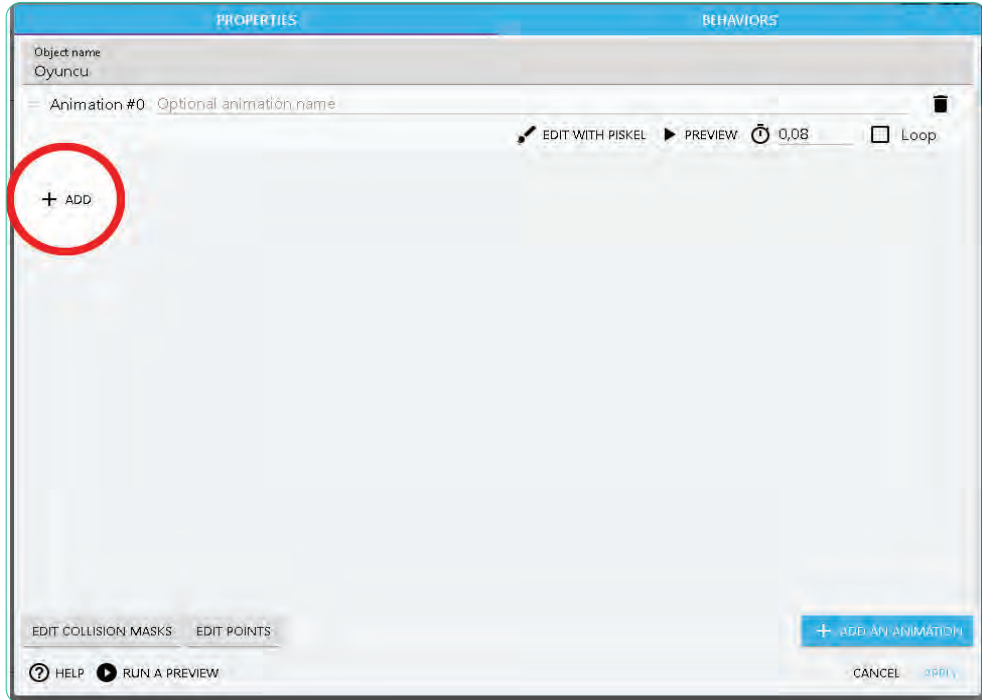 PROPERTIES BEHAVIORS
Object name
Oyuncu
Animation #0 Optional animation name
EDIT WITH PISKEL PREVIEW 0,08 Loop
+ ADD
EDIT COLLISION MASKS EDIT POINTS + ADD AN ANIMATION
? HELP RUN A PREVIEW CANCEL APPLY